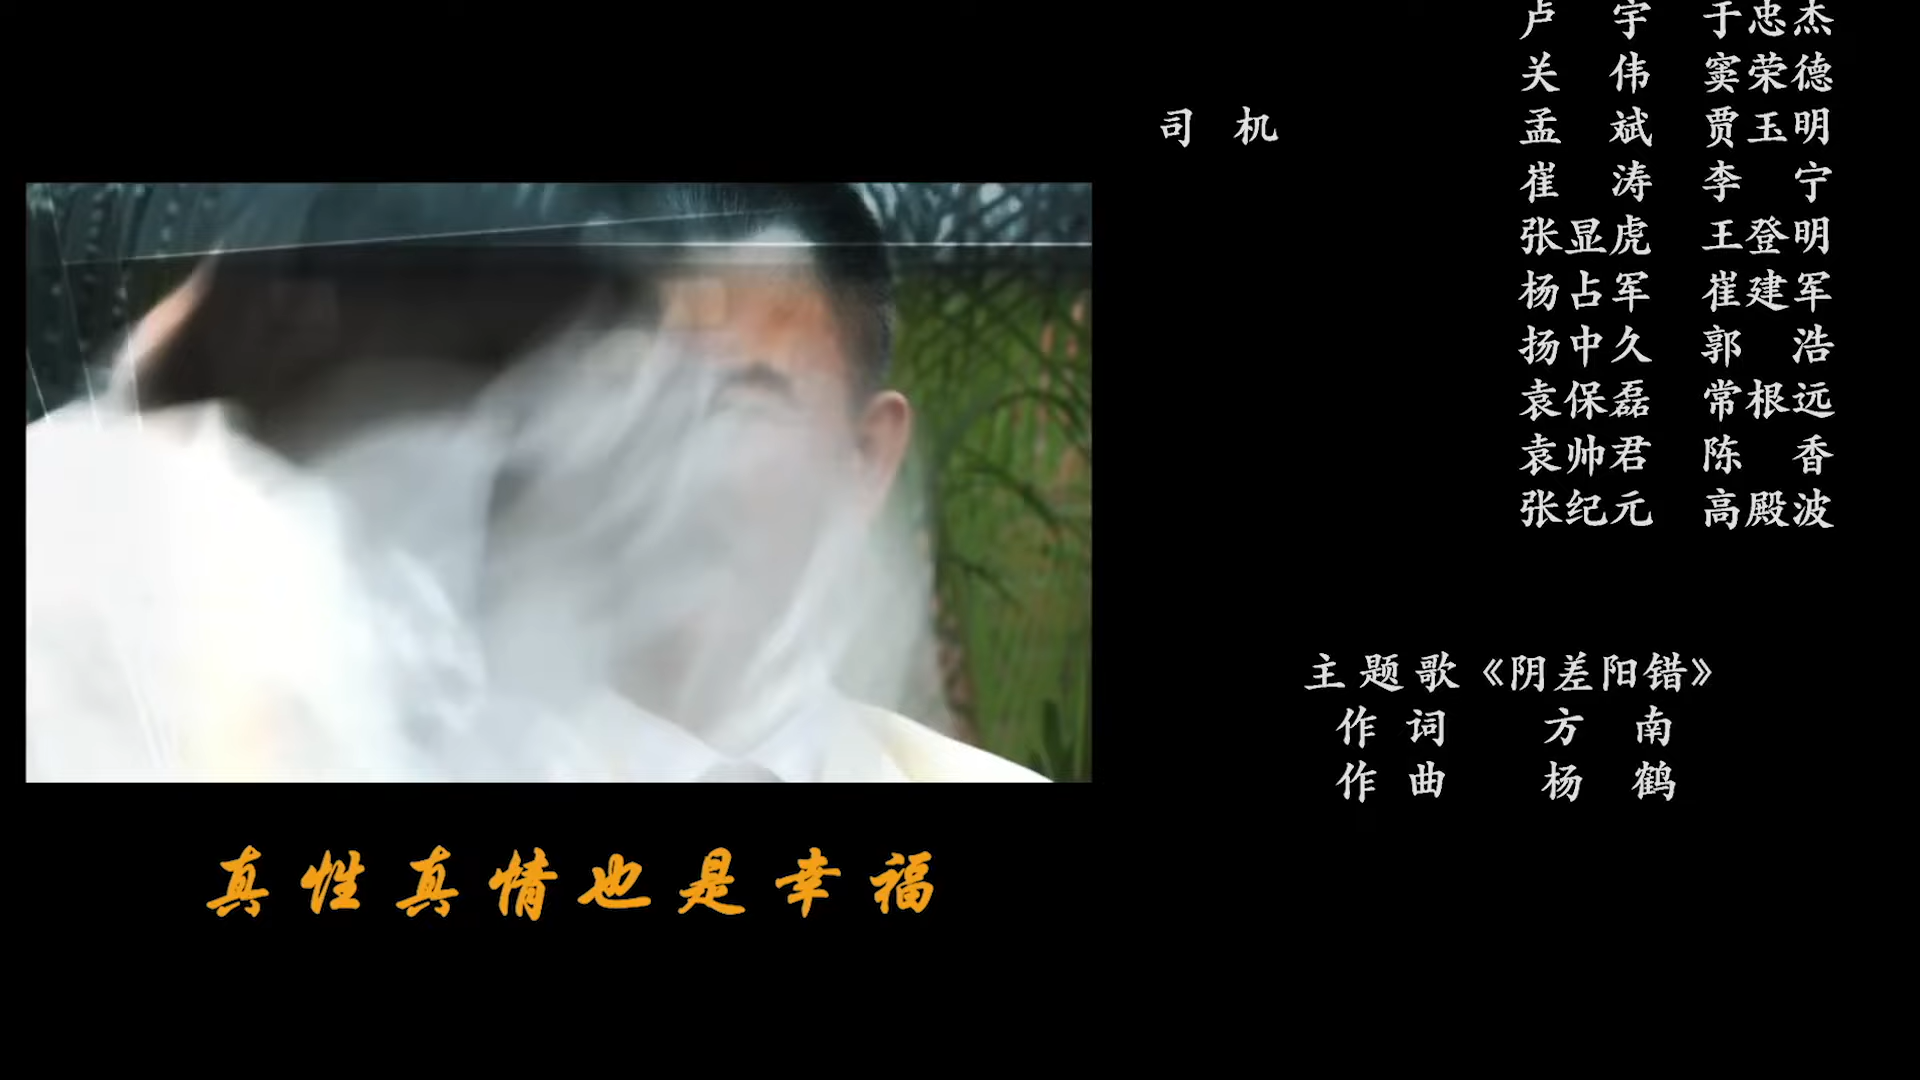 卢 宇 于忠杰
关 伟 窦荣德
司 机 孟 斌 贾玉明
崔 涛 李 宁
张显虎 王登明
杨占军 崔建军
扬中久 郭 浩
袁保磊 常根远
袁帅君 陈 香
张纪元 高殿波
主题歌《阴差阳错》
作 词 方 南
作 曲 杨 鹤
真性真情也是幸福